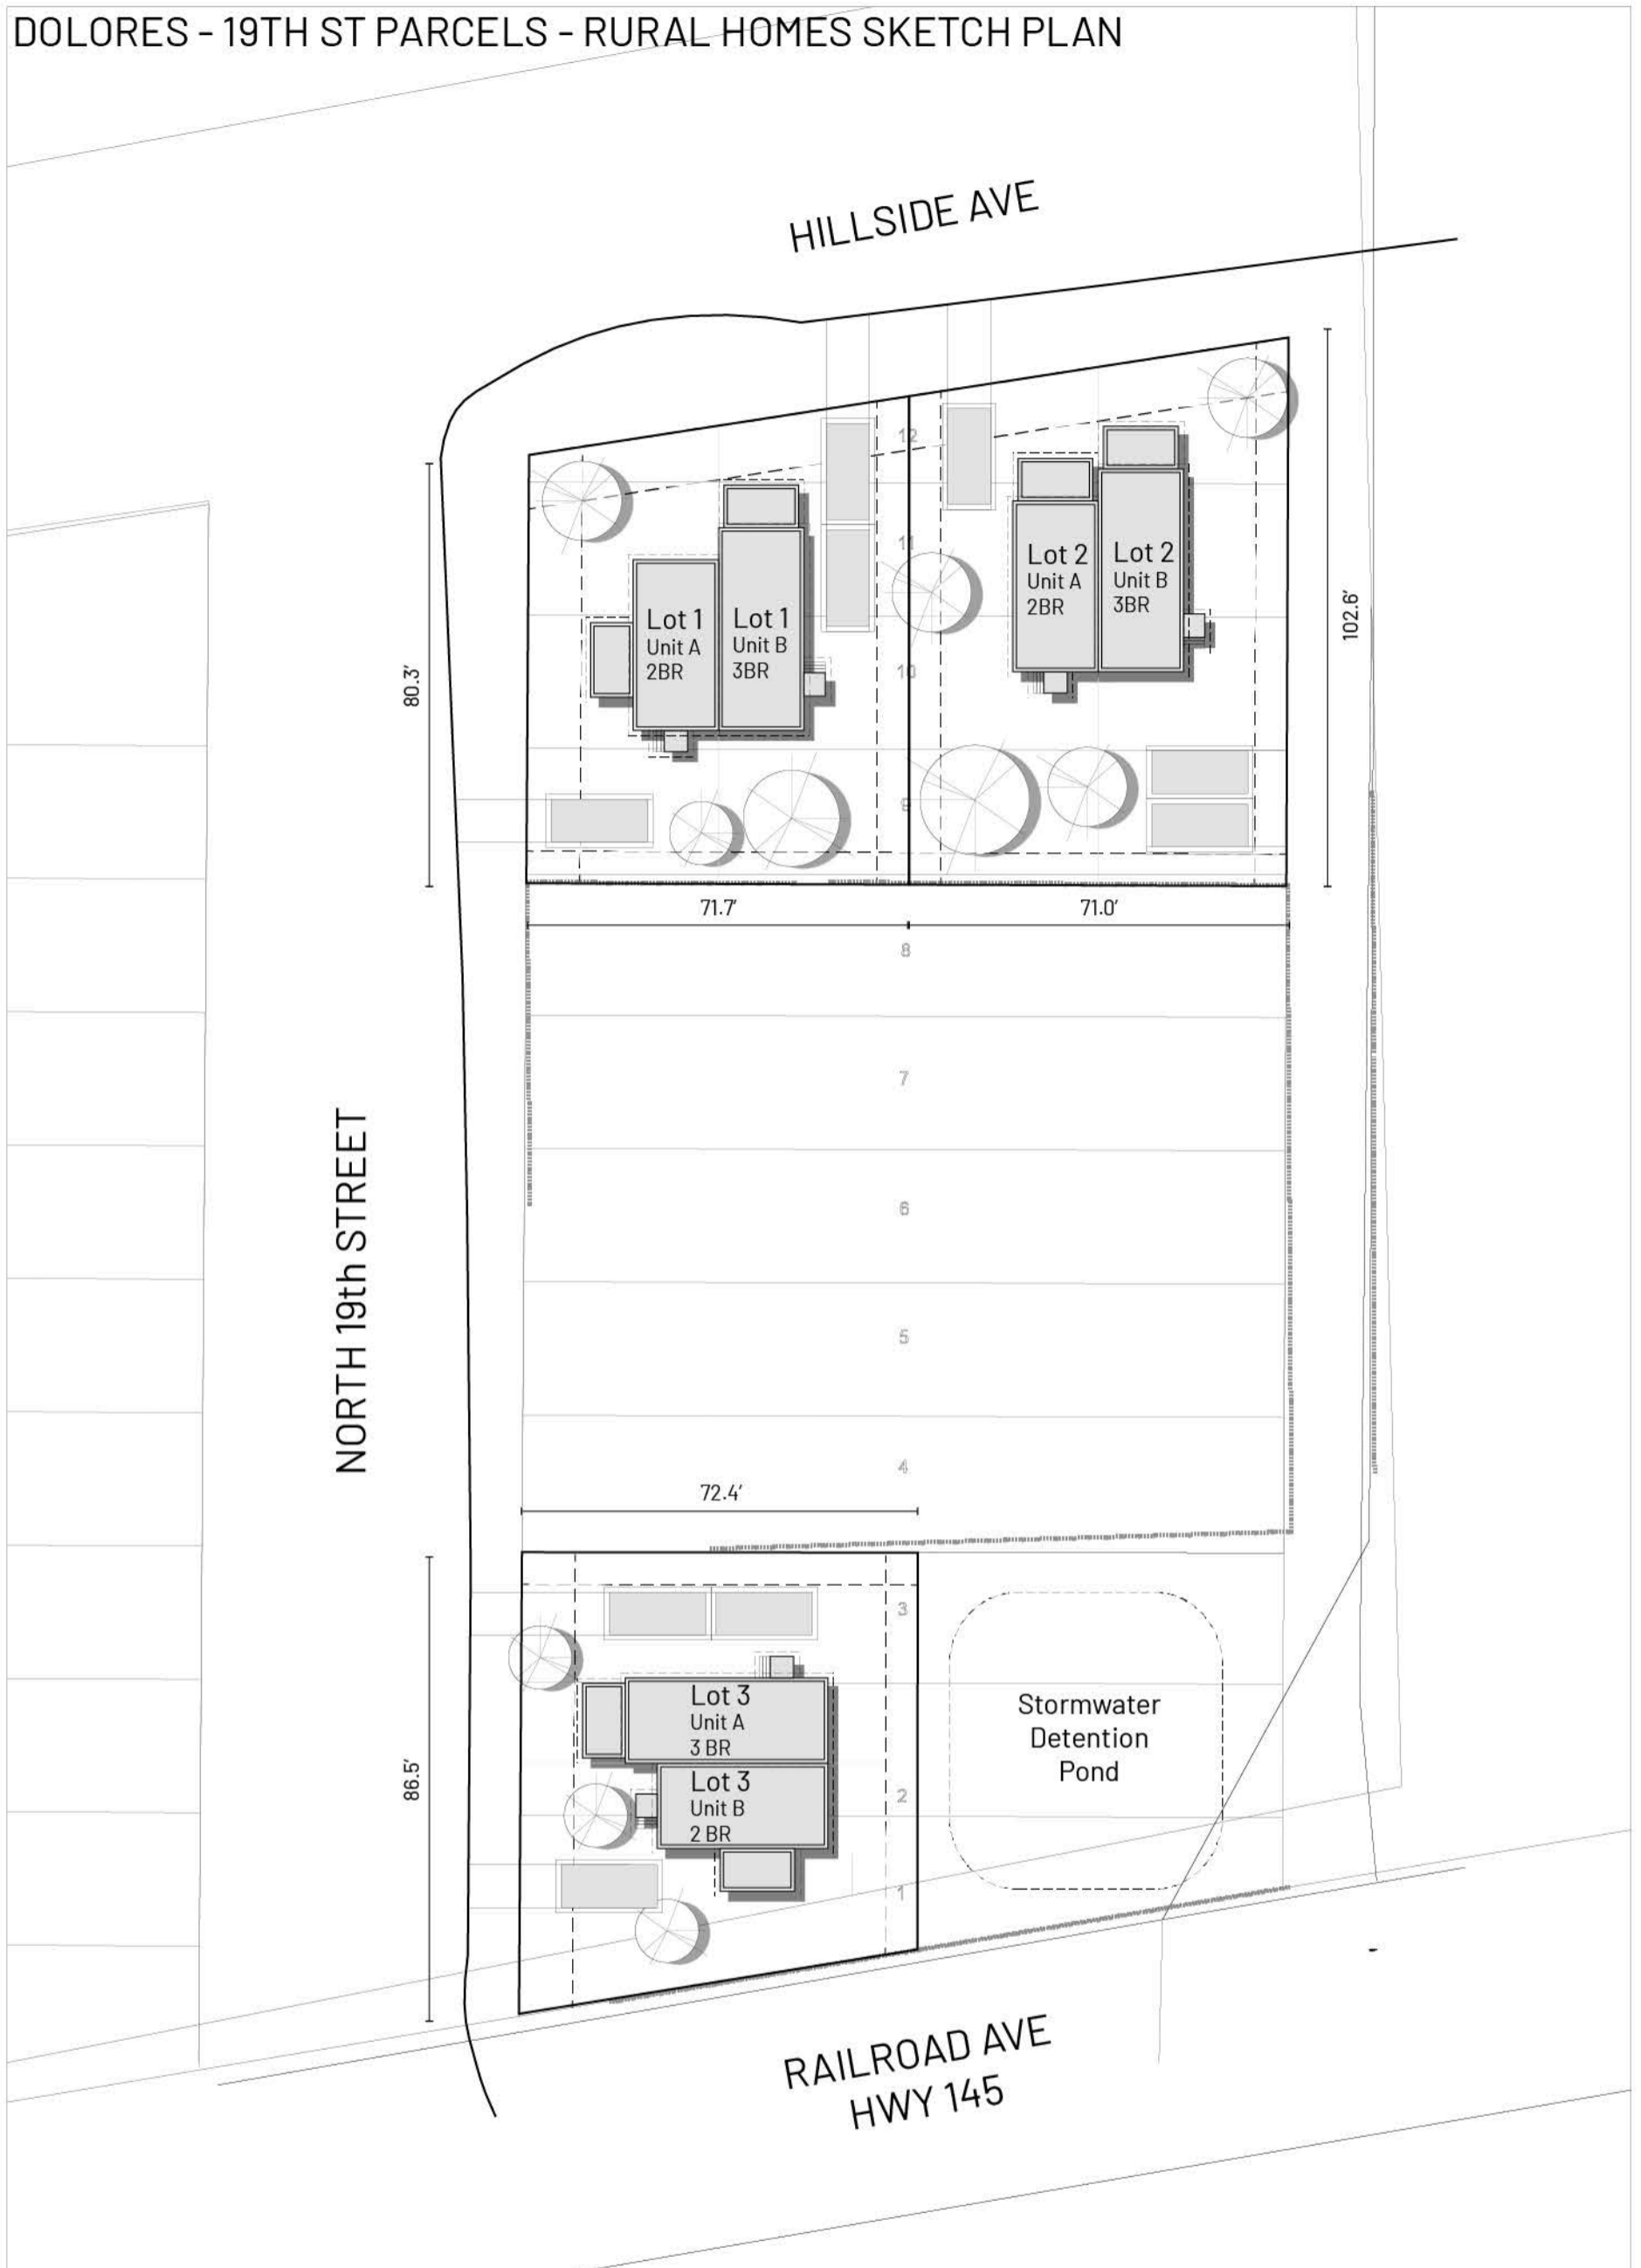 DOLORES - 19TH ST PARCELS - RURAL HOMES SKETCH PLAN
HILLSIDE AVE
12
11
10
9
Lot 1
Unit A
2BR
Lot 1
Unit B
3BR
Lot 2
Unit A
2BR
Lot 2
Unit B
3BR
80.3'
102.6'
71.7'
71.0'
8
7
6
5
4
NORTH 19th STREET
72.4'
3
Lot 3
Unit A
3 BR
Lot 3
Unit B
2 BR
2
1
86.5'
Stormwater
Detention
Pond
RAILROAD AVE
HWY 145